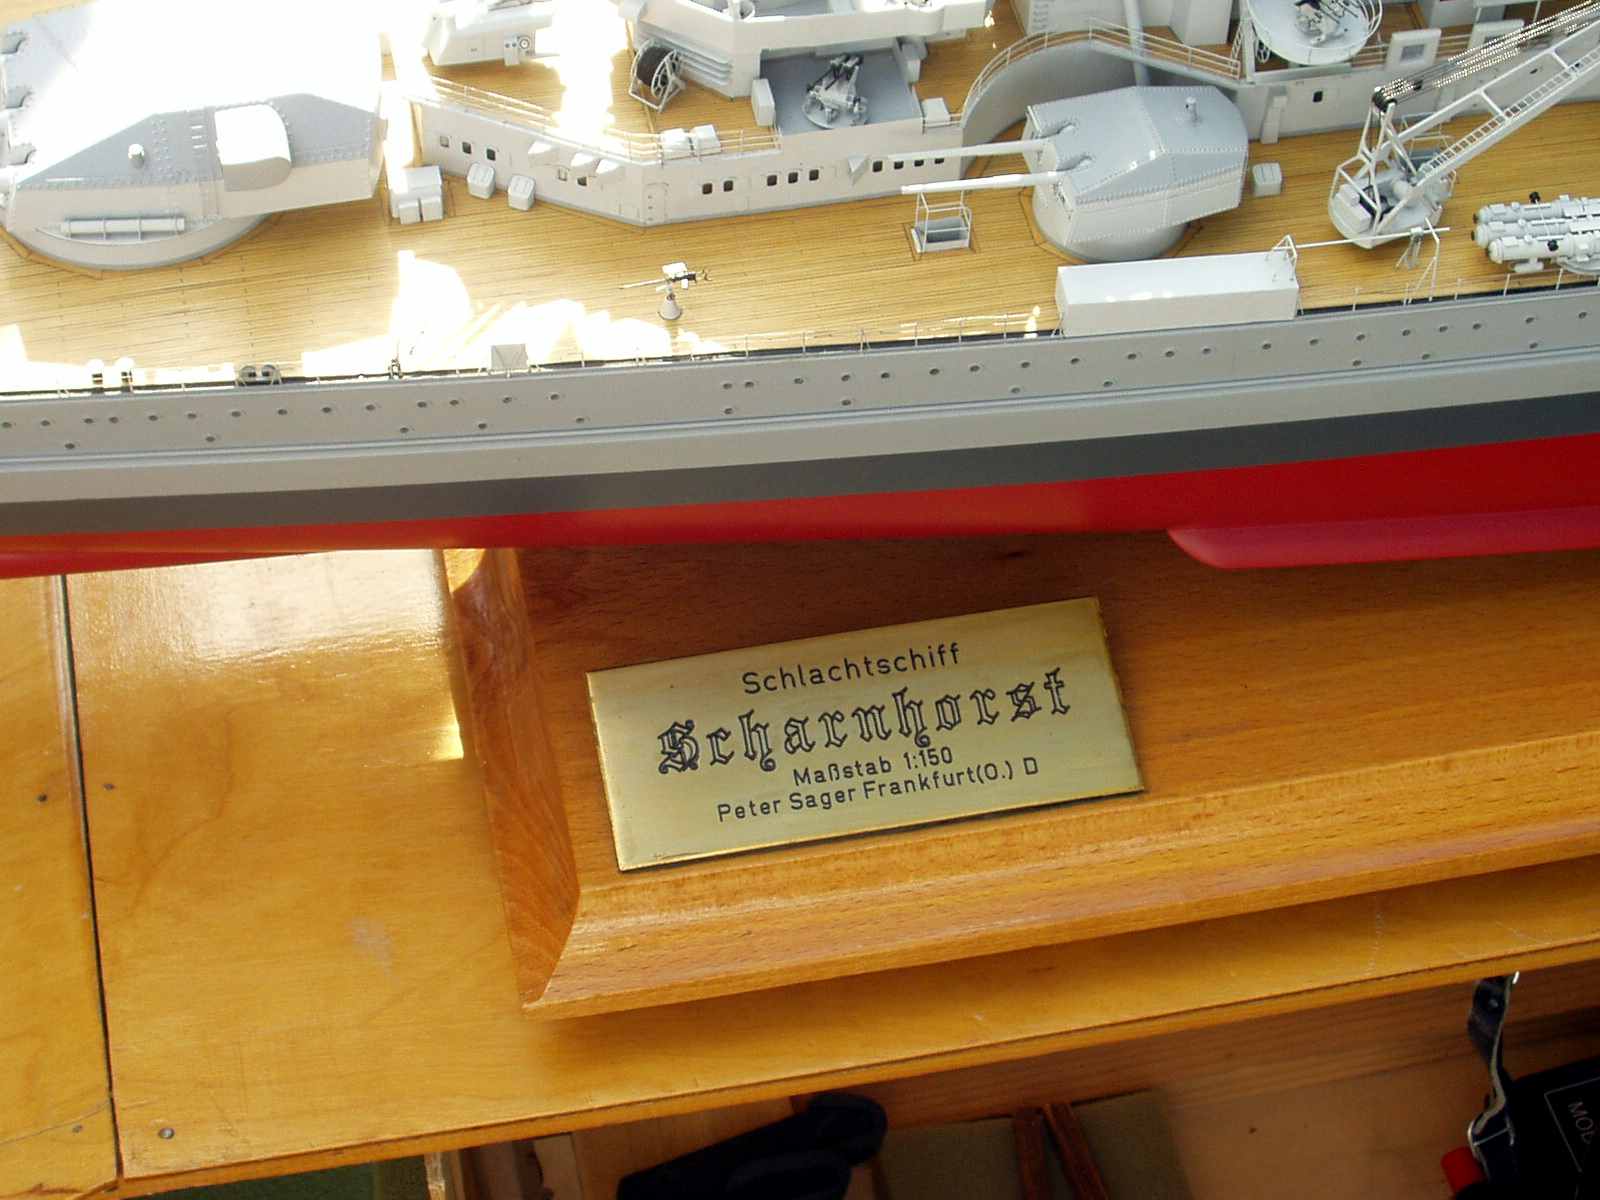 Schlachtschiff
Scharnhorst
Maßstab 1:150
Peter Sager Frankfurt(O.) D